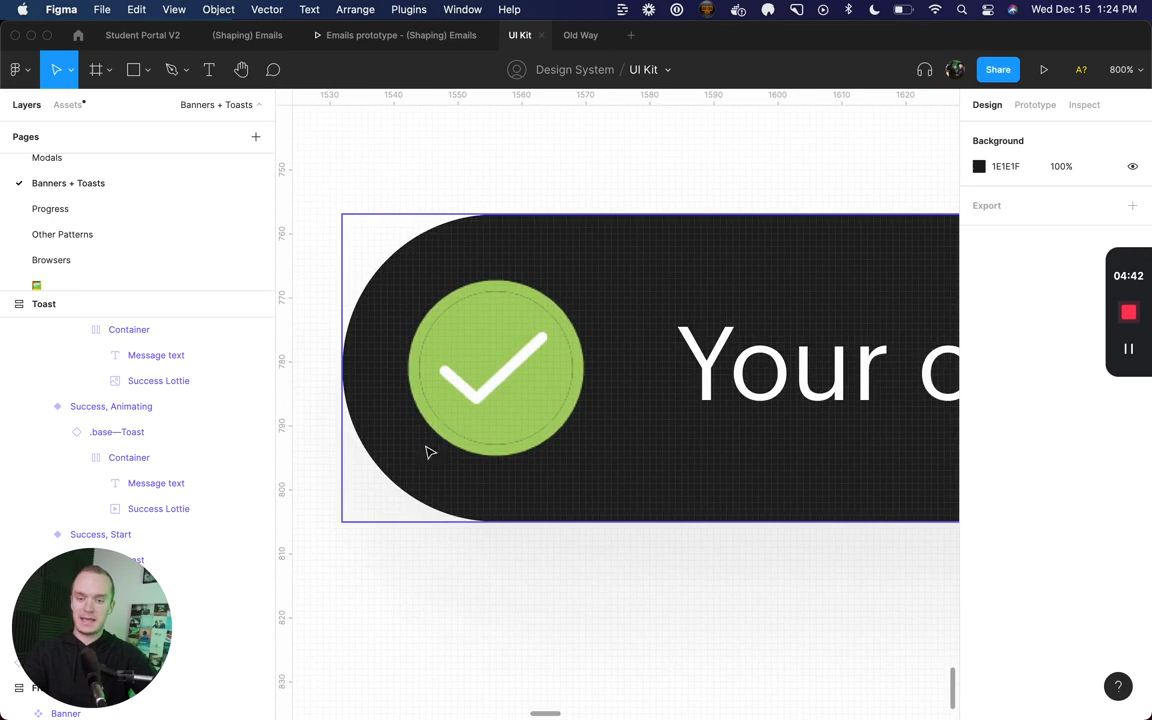 Figma File Edit View Object Vector Text Arrange Plugins Window Help Wed Dec 15 1:24 PM
Student Portal V2 (Shaping) Emails Emails prototype - (Shaping) Emails UI Kit Old Way
Design System / UI Kit Share A? 800%
Layers Assets Banners + Toasts
Design Prototype Inspect
1530 1540 1550 1560 1570 1580 1590 1600 1610 1620
Pages
Background
Modals
1E1E1F 100%
Banners + Toasts
Progress
Export
Other Patterns
Browsers
Toast
04:42
Container
Message text
Success Lottie
Success, Animating
.base—Toast
Container
Message text
Success Lottie
Success, Start
Banner
750
760
770
780
790
800
810
820
830
Your
?